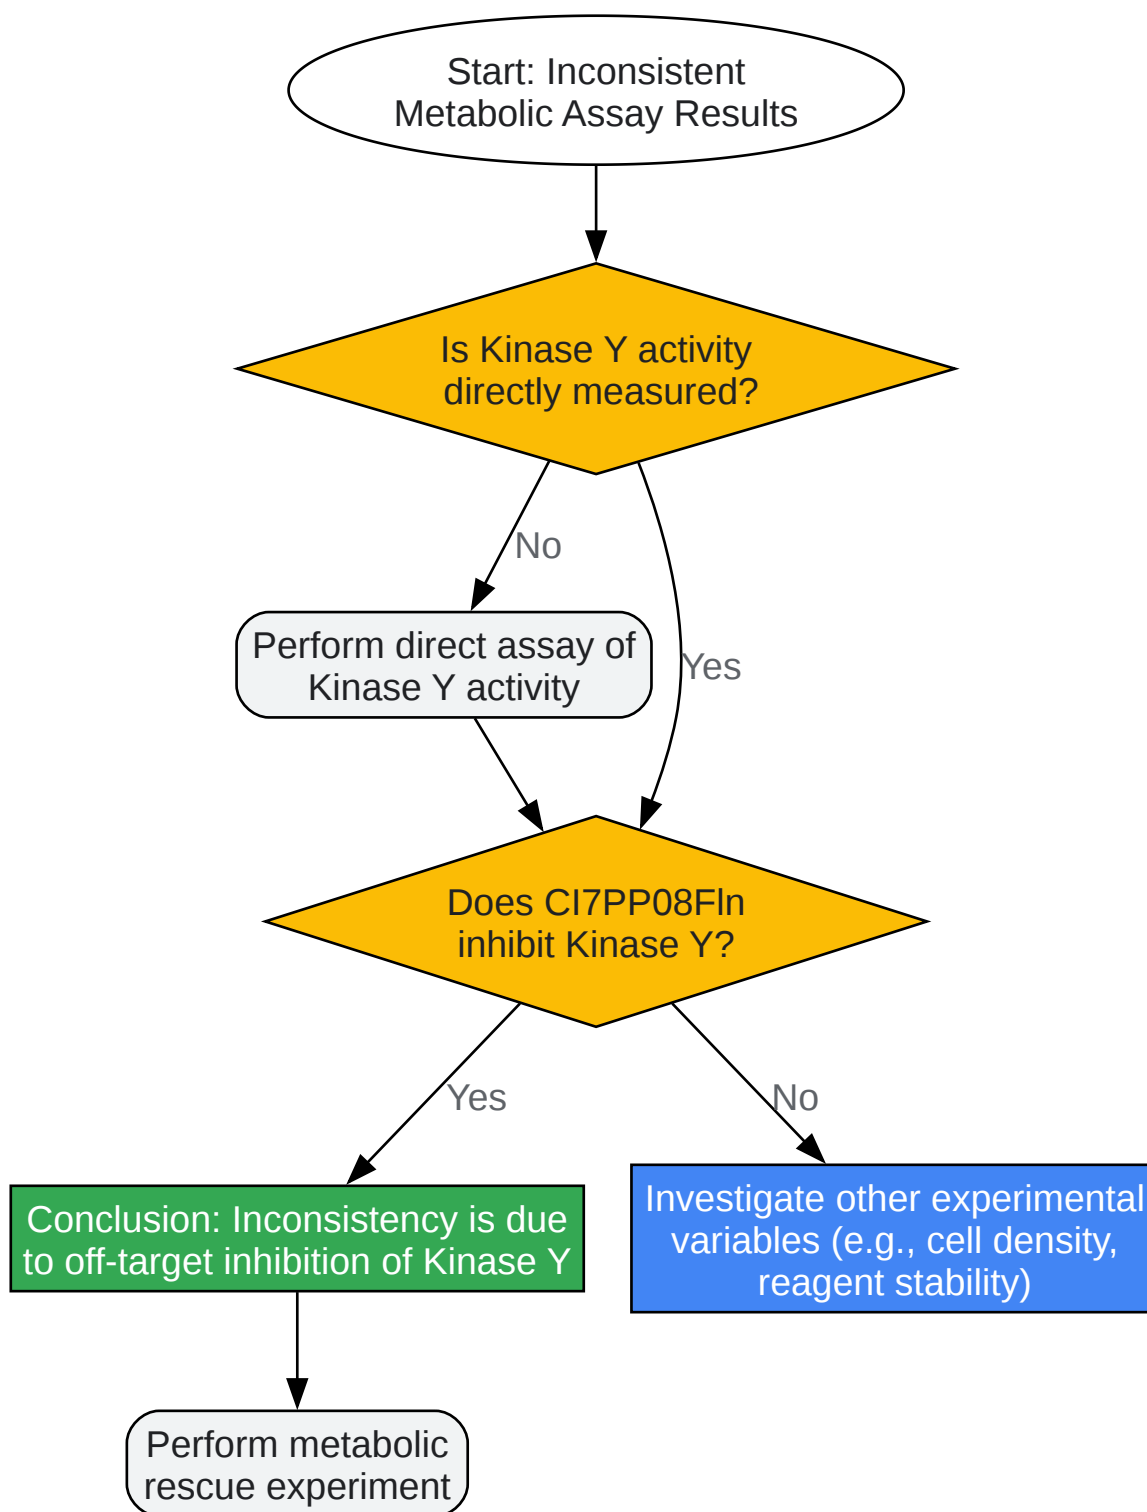 Start: Inconsistent
Metabolic Assay Results
Is Kinase Y activity
directly measured?
No
Perform direct assay of
Kinase Y activity
Yes
Does CI7PP08Fln
inhibit Kinase Y?
Yes
No
Conclusion: Inconsistency is due
to off-target inhibition of Kinase Y
Investigate other experimental
variables (e.g., cell density,
reagent stability)
Perform metabolic
rescue experiment